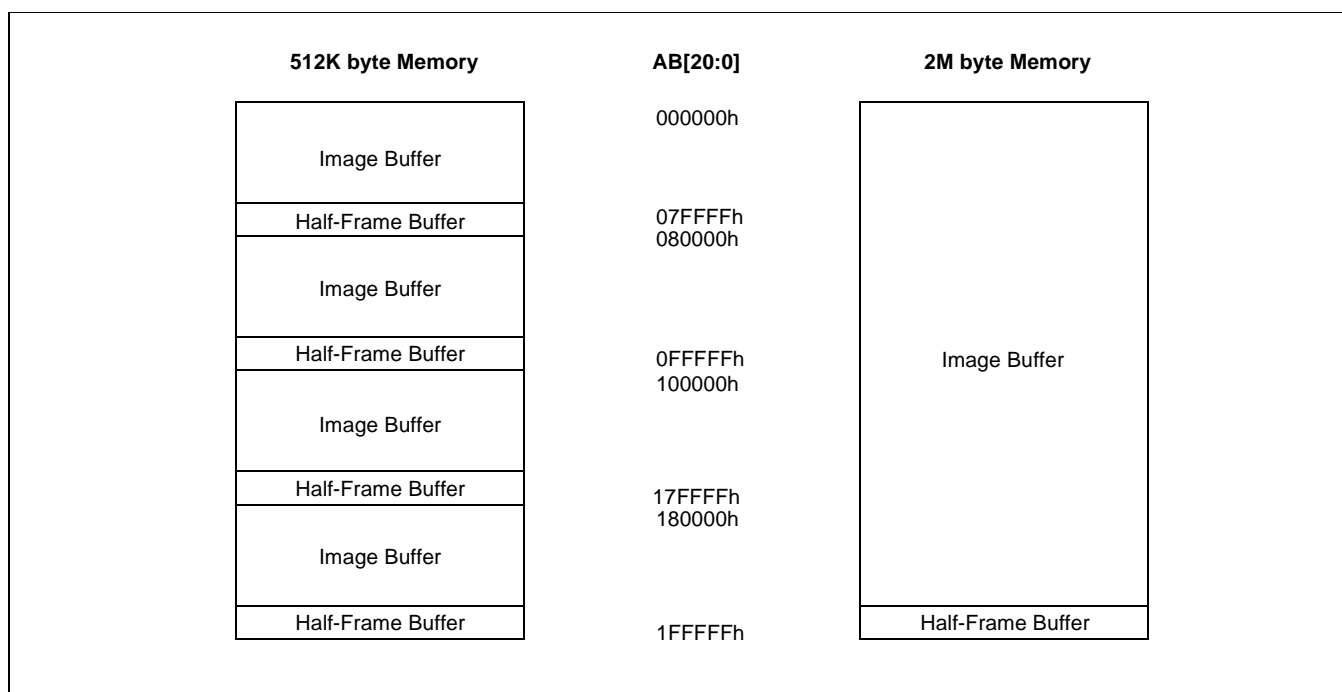 512K byte Memory AB[20:0] 2M byte Memory
000000h
Image Buffer
Half-Frame Buffer 07FFFFh
080000h
Image Buffer
Half-Frame Buffer 0FFFFFh Image Buffer
100000h
Image Buffer
Half-Frame Buffer 17FFFFh
180000h
Image Buffer
Half-Frame Buffer 1FFFFFh Half-Frame Buffer